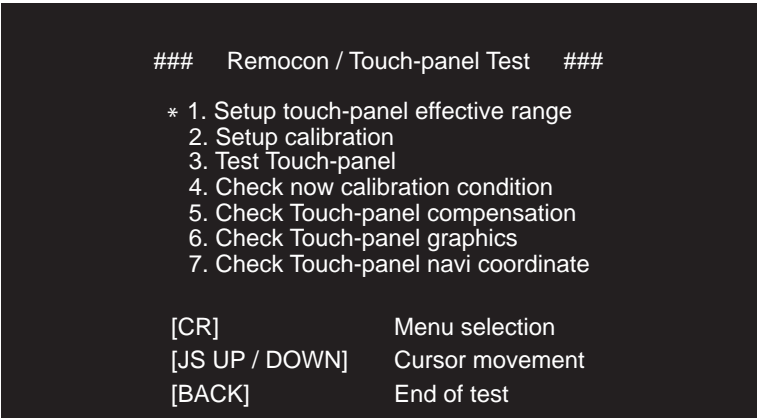 ### Remocon / Touch-panel Test ###
* 1. Setup touch-panel effective range
2. Setup calibration
3. Test Touch-panel
4. Check now calibration condition
5. Check Touch-panel compensation
6. Check Touch-panel graphics
7. Check Touch-panel navi coordinate
[CR] Menu selection
[JS UP / DOWN] Cursor movement
[BACK] End of test